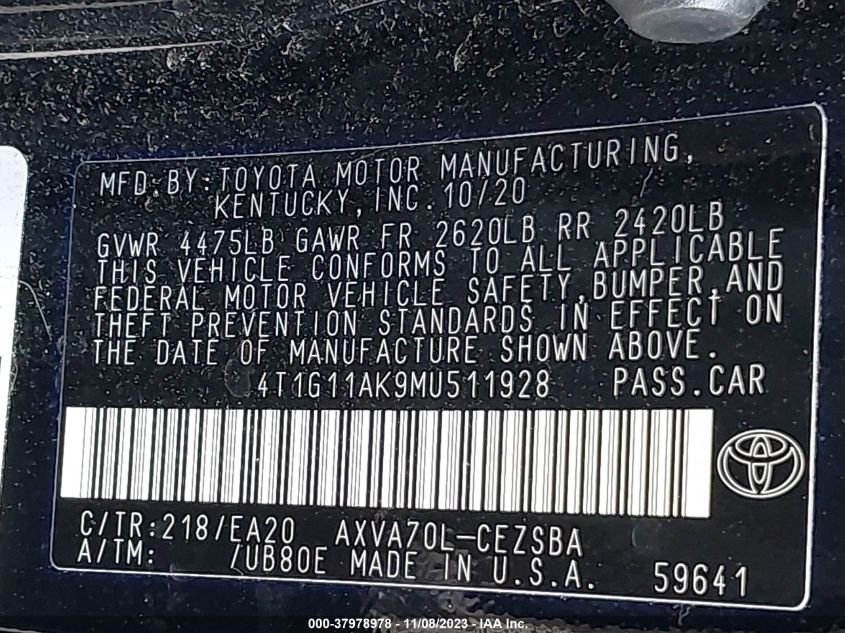 MFD.BY:TOYOTA MOTOR MANUFACTURING,
KENTUCKY,INC.10/20
GVWR 4475LB GAWR FR 2620LB RR 2420LB
THIS VEHICLE CONFORMS TO ALL APPLICABLE
FEDERAL MOTOR VEHICLE SAFETY,BUMPER,AND
THEFT PREVENTION STANDARDS IN EFFECT ON
THE DATE OF MANUFACTURE SHOWN ABOVE.
4T1G11AK9MU511928 PASS.CAR
C/TR:218/EA20 AXVA70L-CEZSBA
A/TM: /UB80E MADE IN U.S.A. 59641
000-37978978 - 11/08/2023 - IAA Inc.